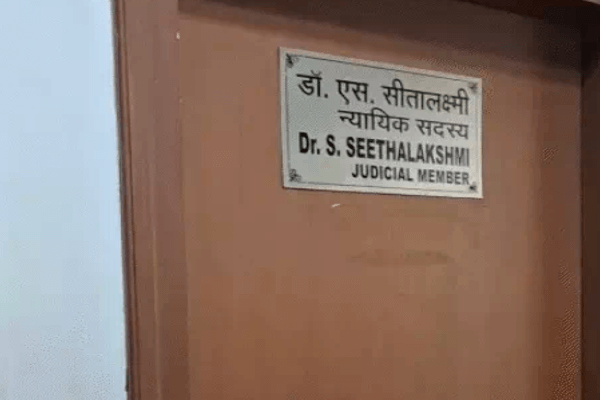 डॉ. एस. सीतालक्ष्मी
न्यायिक सदस्य
Dr. S. SEETHALAKSHMI
JUDICIAL MEMBER